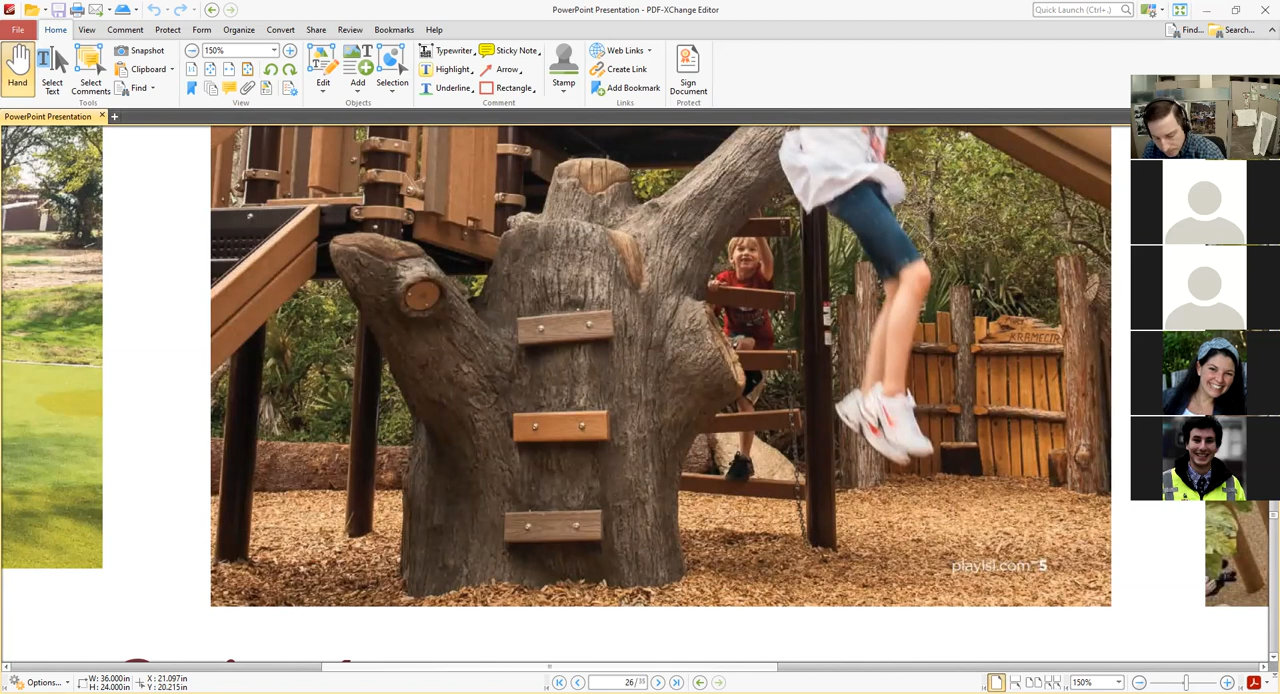 PowerPoint Presentation - PDF-XChange Editor
Quick Launch (Ctrl+.)
File Home View Comment Protect Form Organize Convert Share Review Bookmarks Help
Find... Search...
Hand
Select Text
Select Comments
Snapshot
Clipboard
Find
Tools
150%
View
Edit
Add
Selection
Objects
Typewriter
Highlight
Underline
Sticky Note
Arrow
Rectangle
Comment
Stamp
Web Links
Create Link
Add Bookmark
Links
Sign Document
Protect
PowerPoint Presentation
playlsi.com 5
Options...
W: 36.000in
H: 24.000in
X: 21.097in
Y: 20.215in
26/35
150%